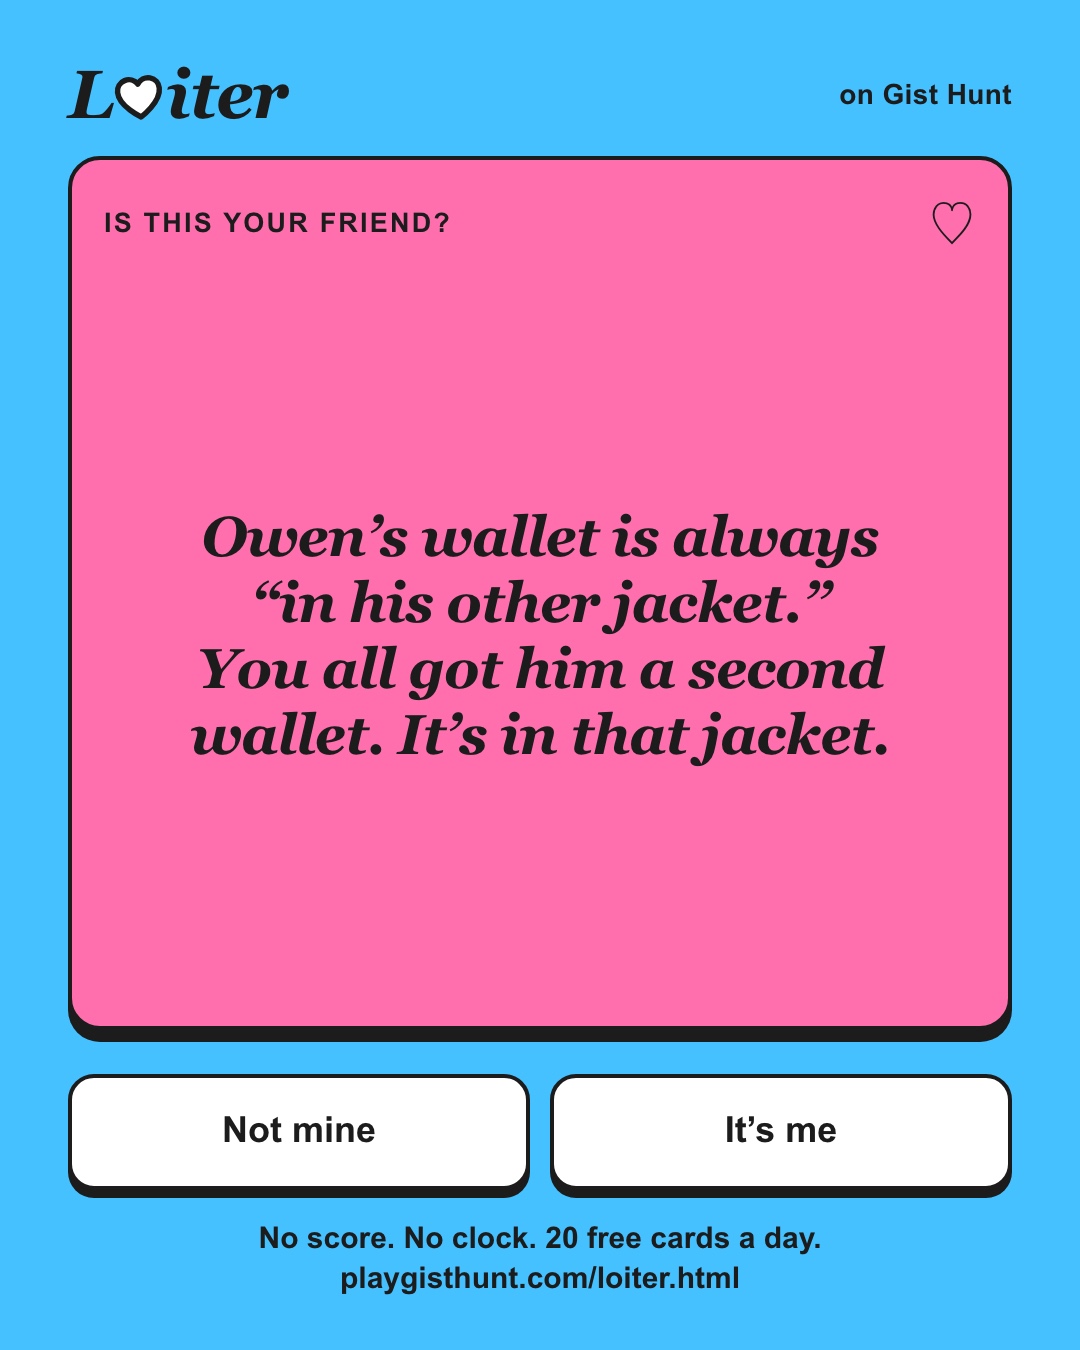 Loiter
on Gist Hunt
IS THIS YOUR FRIEND?
Owen’s wallet is always
“in his other jacket.”
You all got him a second
wallet. It’s in that jacket.
Not mine
It’s me
No score. No clock. 20 free cards a day.
playgisthunt.com/loiter.html